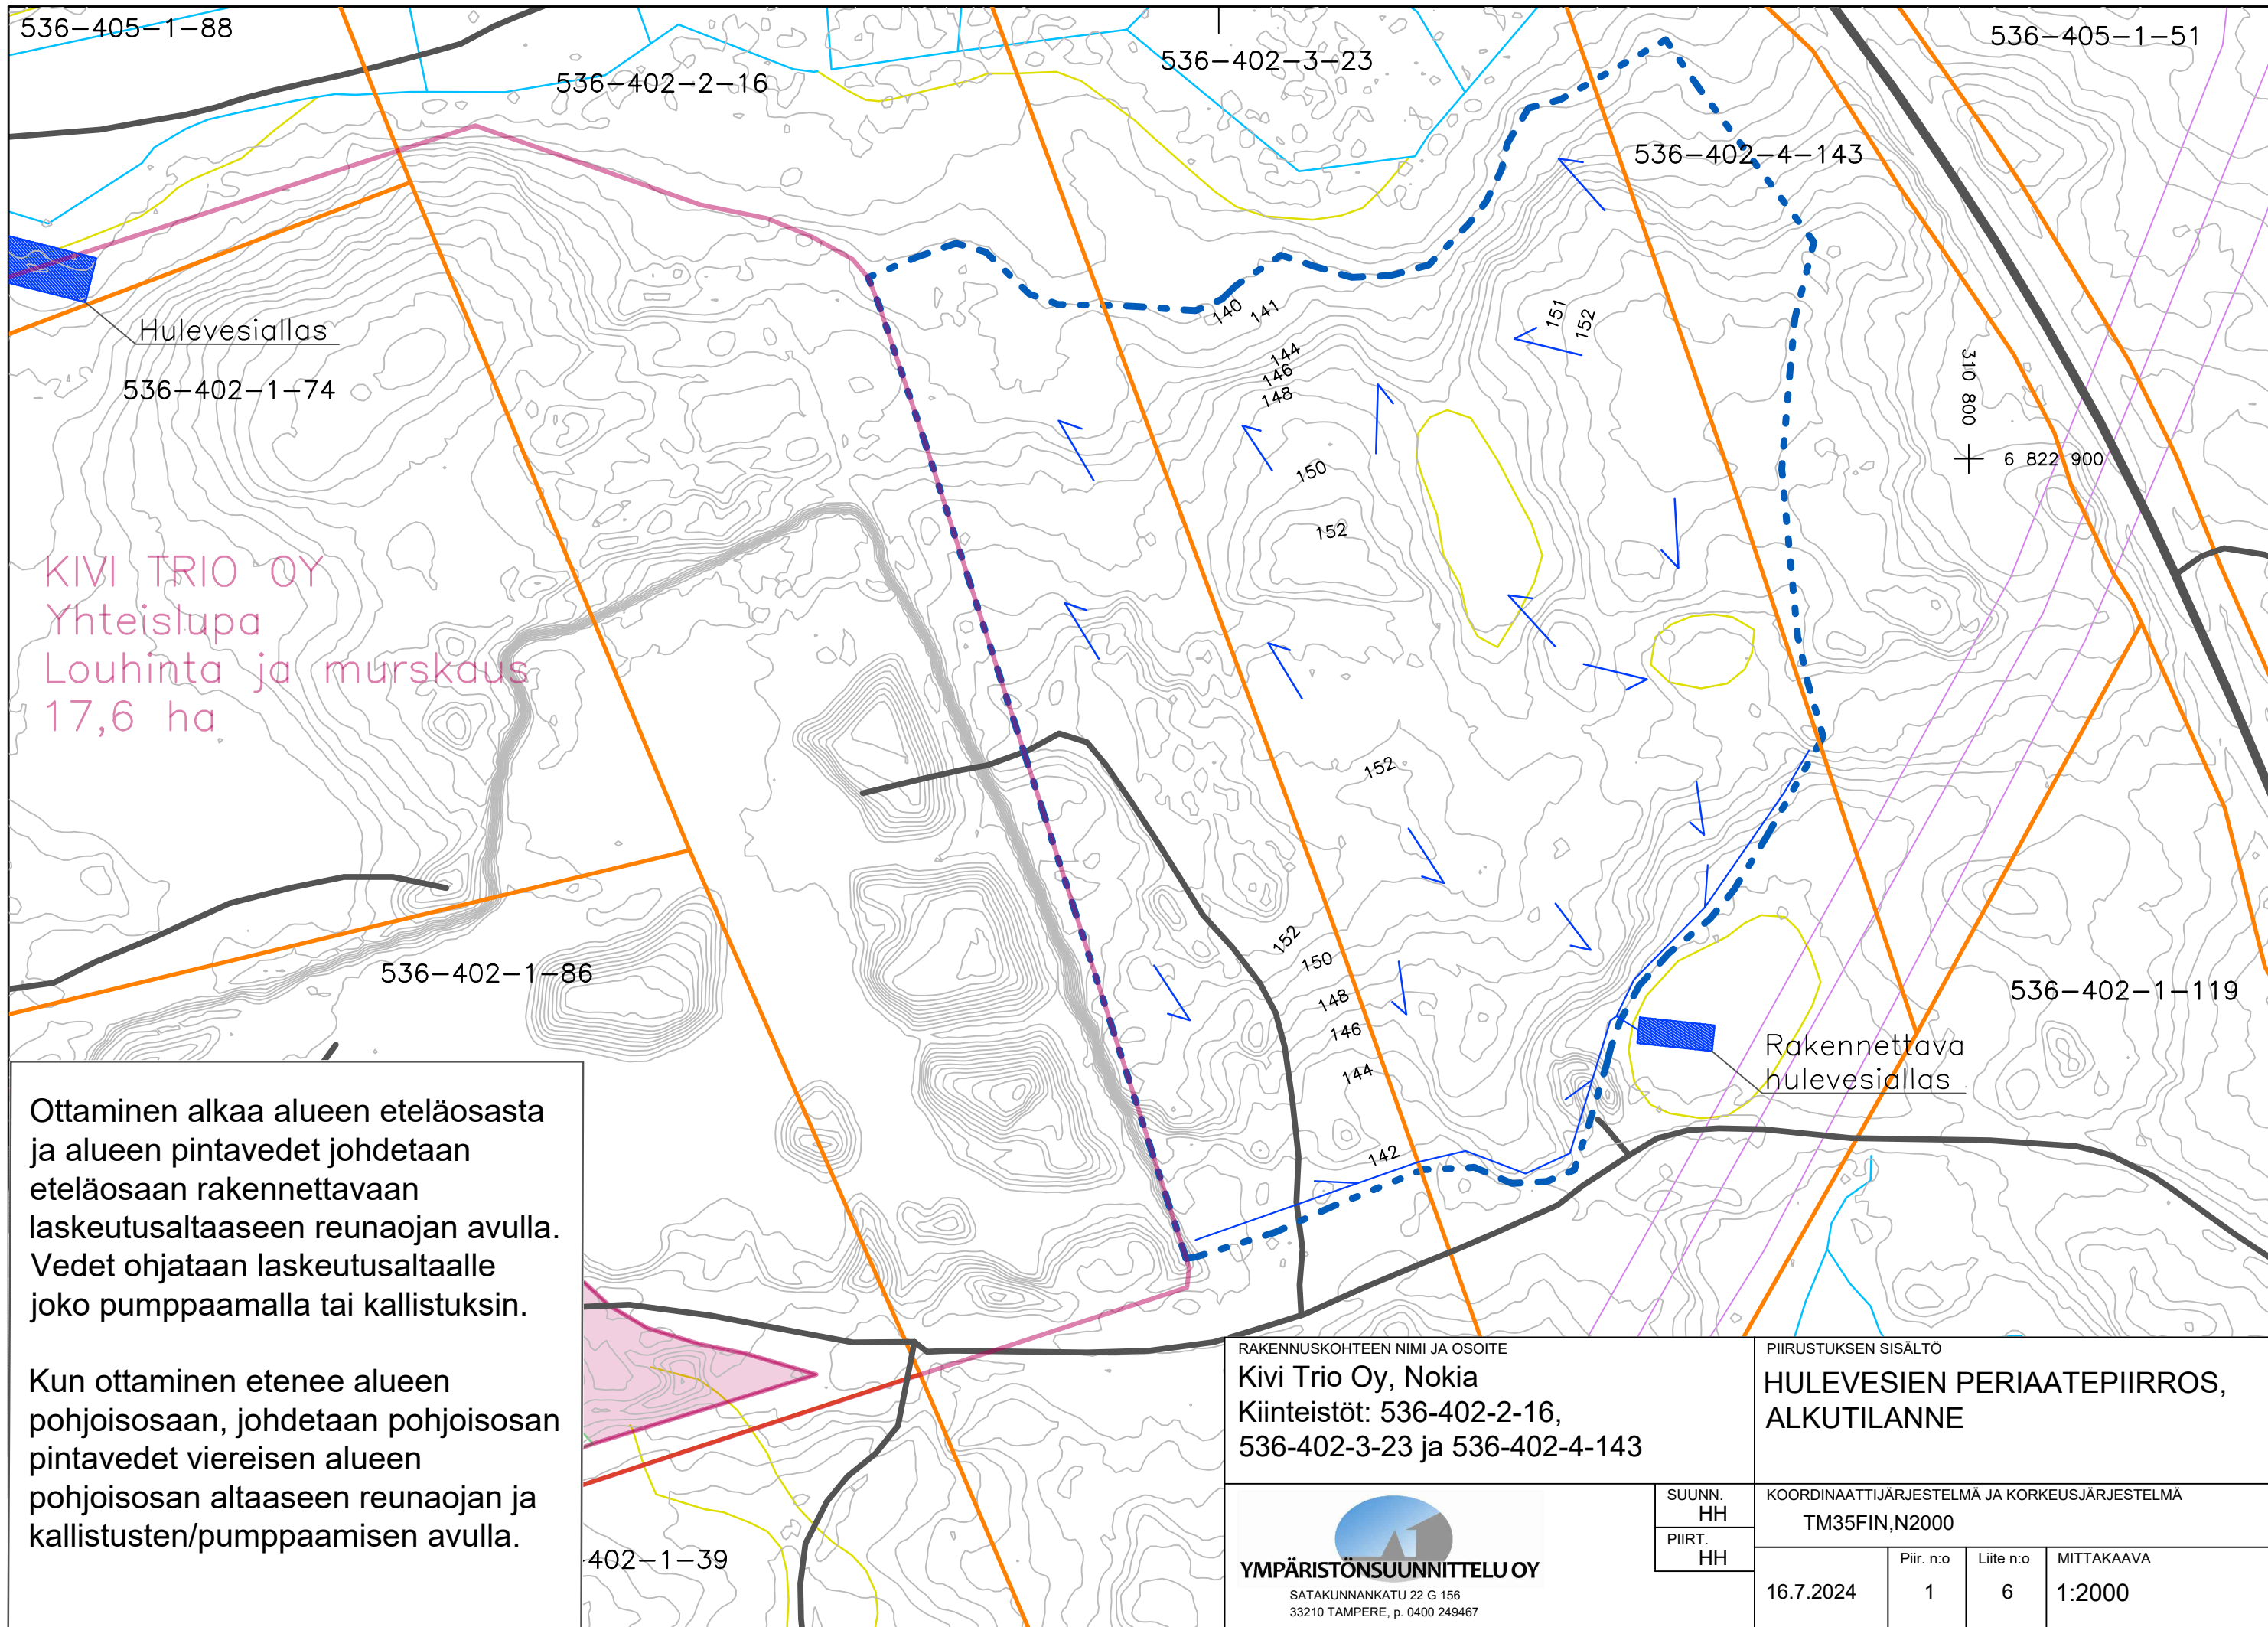 536-405-1-88
536-402-2-16
536-402-3-23
536-405-1-51
536-402-4-143
Hulevesiallas
536-402-1-74
140
141
144
146
148
150
152
151
152
310 800
6 822 900
KIVI TRIO OY
Yhteislupa
Louhinta ja murskaus
17,6 ha
152
152
150
148
146
144
142
536-402-1-86
536-402-1-119
Rakennettava
hulevesiallas
Ottaminen alkaa alueen eteläosasta
ja alueen pintavedet johdetaan
eteläosaan rakennettavaan
laskeutusaltaaseen reunaojan avulla.
Vedet ohjataan laskeutusaltaalle
joko pumppaamalla tai kallistuksin.
Kun ottaminen etenee alueen
pohjoisosaan, johdetaan pohjoisosan
pintavedet viereisen alueen
pohjoisosan altaaseen reunaojan ja
kallistusten/pumppaamisen avulla.
-402-1-39
RAKENNUSKOHTEEN NIMI JA OSOITE
Kivi Trio Oy, Nokia
Kiinteistöt: 536-402-2-16,
536-402-3-23 ja 536-402-4-143
PIIRUSTUKSEN SISÄLTÖ
HULEVESIEN PERIAATEPIIRROS,
ALKUTILANNE
YMPÄRISTÖNSUUNNITTELU OY
SATAKUNNANKATU 22 G 156
33210 TAMPERE, p. 0400 249467
SUUNN.
HH
PIIRT.
HH
KOORDINAATTIJÄRJESTELMÄ JA KORKEUSJÄRJESTELMÄ
TM35FIN,N2000
16.7.2024
Piir. n:o
1
Liite n:o
6
MITTAKAAVA
1:2000